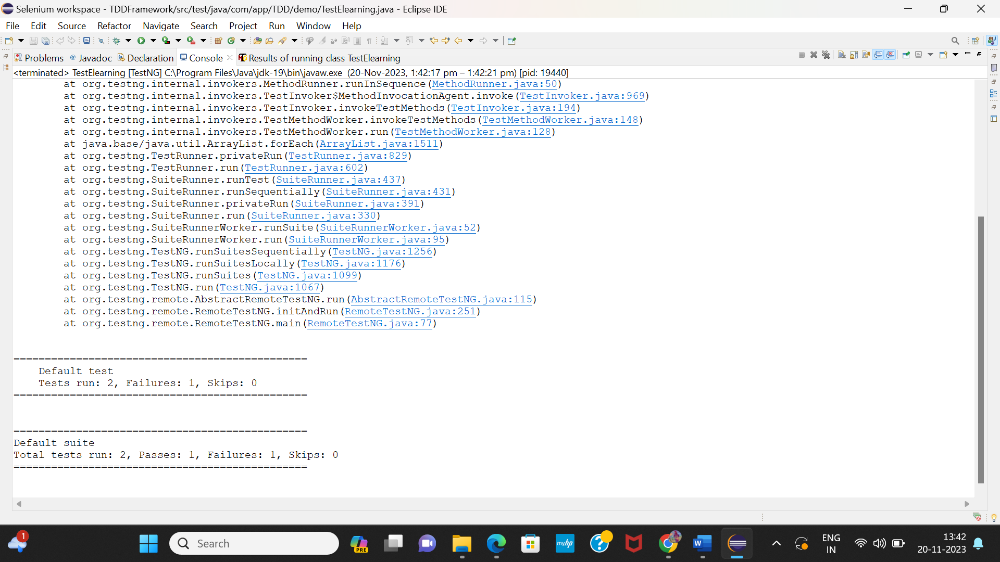 Selenium workspace - TDDFramework/src/test/java/com/app/TDD/demo/TestElearning.java - Eclipse IDE
File Edit Source Refactor Navigate Search Project Run Window Help
Problems @ Javadoc Declaration Console Results of running class TestElearning
<terminated> TestElearning [TestNG] C:\Program Files\Java\jdk-19\bin\javaw.exe (20-Nov-2023, 1:42:17 pm – 1:42:21 pm) [pid: 19440]
at org.testng.internal.invokers.MethodRunner.runInSequence(MethodRunner.java:50)
at org.testng.internal.invokers.TestInvoker$MethodInvocationAgent.invoke(TestInvoker.java:969)
at org.testng.internal.invokers.TestInvoker.invokeTestMethods(TestInvoker.java:194)
at org.testng.internal.invokers.TestMethodWorker.invokeTestMethods(TestMethodWorker.java:148)
at org.testng.internal.invokers.TestMethodWorker.run(TestMethodWorker.java:128)
at java.base/java.util.ArrayList.forEach(ArrayList.java:1511)
at org.testng.TestRunner.privateRun(TestRunner.java:829)
at org.testng.TestRunner.run(TestRunner.java:602)
at org.testng.SuiteRunner.runTest(SuiteRunner.java:437)
at org.testng.SuiteRunner.runSequentially(SuiteRunner.java:431)
at org.testng.SuiteRunner.privateRun(SuiteRunner.java:391)
at org.testng.SuiteRunner.run(SuiteRunner.java:330)
at org.testng.SuiteRunnerWorker.runSuite(SuiteRunnerWorker.java:52)
at org.testng.SuiteRunnerWorker.run(SuiteRunnerWorker.java:95)
at org.testng.TestNG.runSuitesSequentially(TestNG.java:1256)
at org.testng.TestNG.runSuitesLocally(TestNG.java:1176)
at org.testng.TestNG.runSuites(TestNG.java:1099)
at org.testng.TestNG.run(TestNG.java:1067)
at org.testng.remote.AbstractRemoteTestNG.run(AbstractRemoteTestNG.java:115)
at org.testng.remote.RemoteTestNG.initAndRun(RemoteTestNG.java:251)
at org.testng.remote.RemoteTestNG.main(RemoteTestNG.java:77)
===============================================
Default test
Tests run: 2, Failures: 1, Skips: 0
===============================================
===============================================
Default suite
Total tests run: 2, Passes: 1, Failures: 1, Skips: 0
===============================================
1
Search
PRE
myhp
W
ENG
IN
13:42
20-11-2023